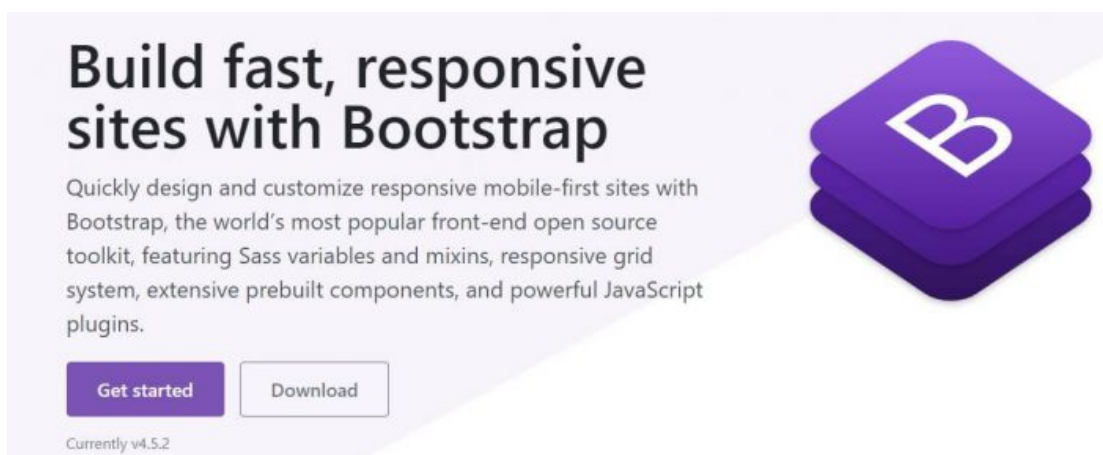 Build fast, responsive
sites with Bootstrap
B
Quickly design and customize responsive mobile-first sites with
Bootstrap, the world's most popular front-end open source
toolkit, featuring Sass variables and mixins, responsive grid
system, extensive prebuilt components, and powerful JavaScript
plugins.
Get started
Download
Currently v4.5.2